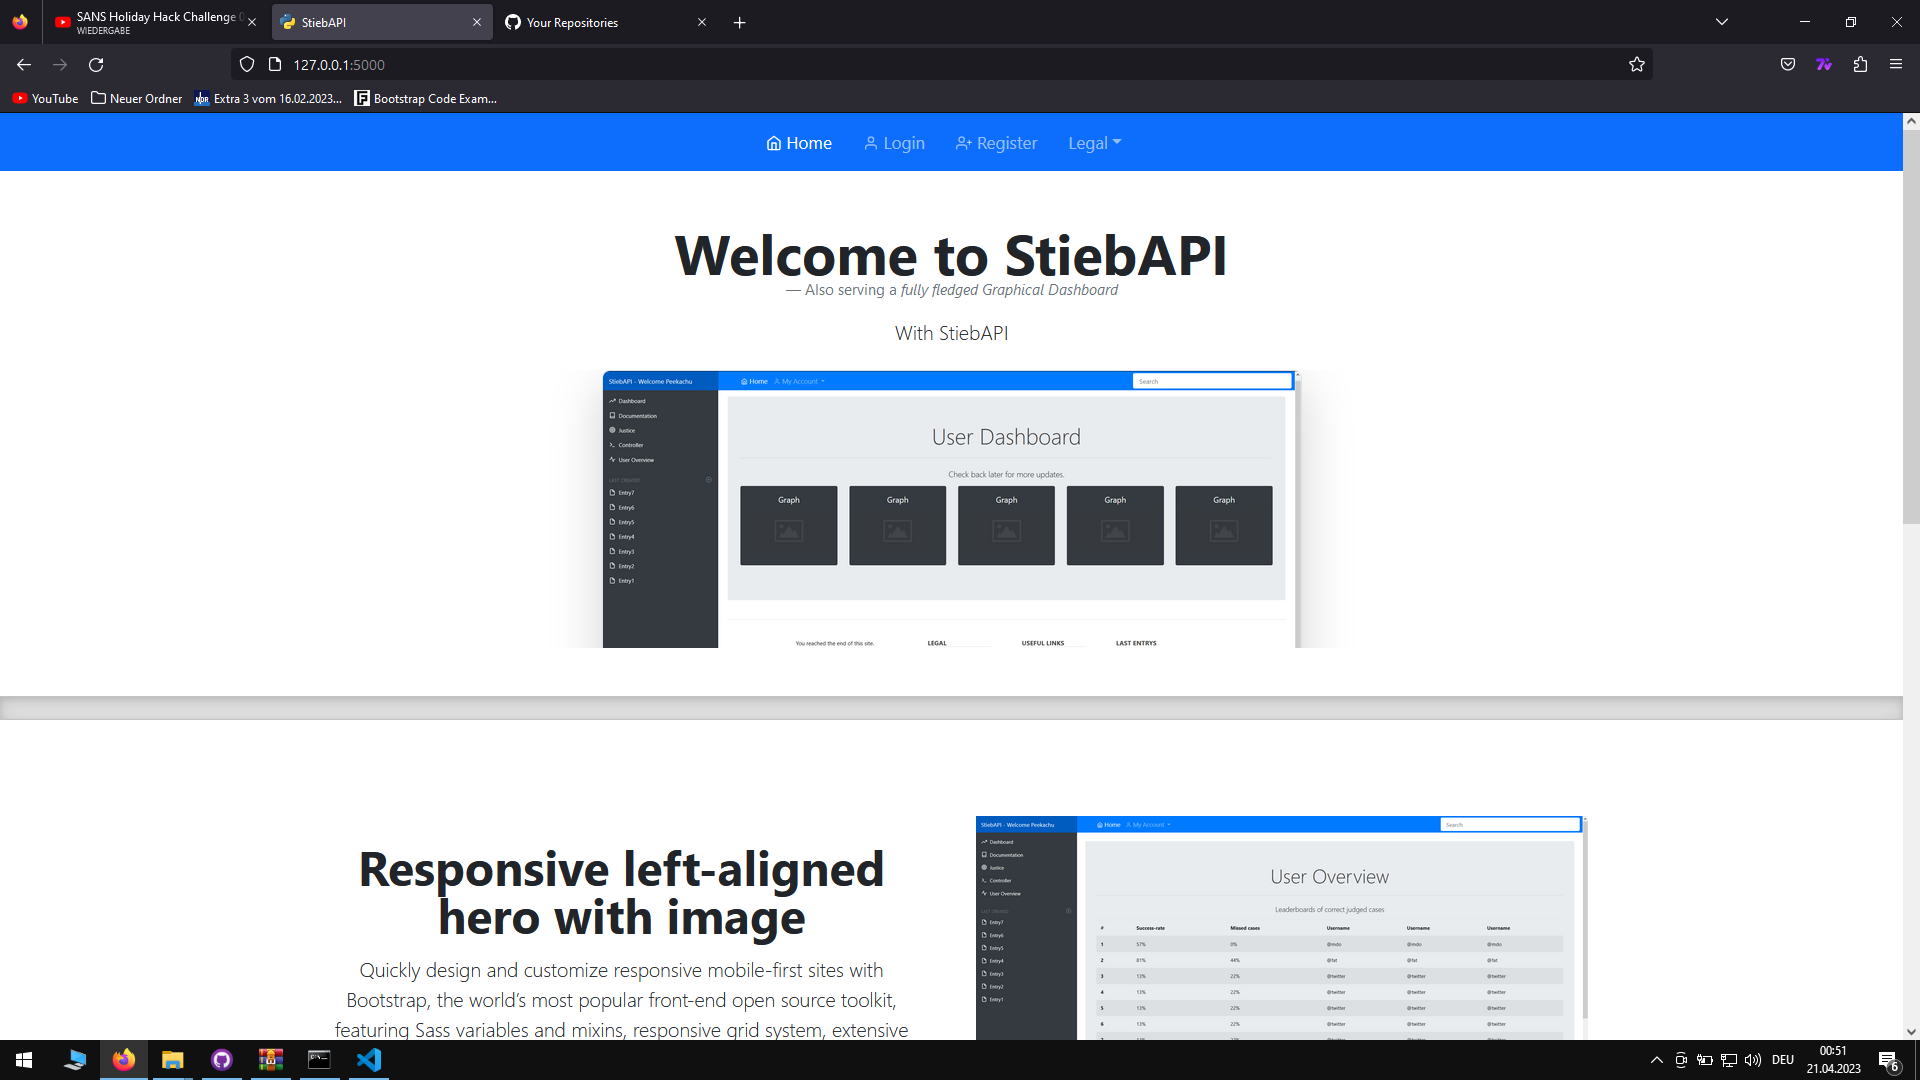 SANS Holiday Hack Challenge
WIEDERGABE
StiebAPI
Your Repositories
127.0.0.1:5000
YouTube
Neuer Ordner
Extra 3 vom 16.02.2023...
Bootstrap Code Exam...
Home
Login
Register
Legal
Welcome to StiebAPI
— Also serving a fully fledged Graphical Dashboard
With StiebAPI
StiebAPI - Welcome Peekachu
Home
My Account
Search
Dashboard
Documentation
Justice
Controller
User Overview
LAST CREATED
Entry7
Entry6
Entry5
Entry4
Entry3
Entry2
Entry1
User Dashboard
Check back later for more updates.
Graph Graph Graph Graph Graph
You reached the end of this site.
LEGAL
USEFUL LINKS
LAST ENTRYS
Responsive left-aligned
hero with image
Quickly design and customize responsive mobile-first sites with
Bootstrap, the world's most popular front-end open source toolkit,
featuring Sass variables and mixins, responsive grid system, extensive
StiebAPI - Welcome Peekachu
Home
My Account
Search
Dashboard
Documentation
Justice
Controller
User Overview
LAST CREATED
Entry7
Entry6
Entry5
Entry4
Entry3
Entry2
Entry1
User Overview
Leaderboards of correct judged cases
# Success-rate Missed cases Username Username Username
1 57% 0% @mdo @mdo @mdo
2 81% 44% @fat @fat @fat
3 13% 22% @twitter @twitter @twitter
4 13% 22% @twitter @twitter @twitter
5 13% 22% @twitter @twitter @twitter
6 13% 22% @twitter @twitter @twitter
DEU
00:51
21.04.2023
6